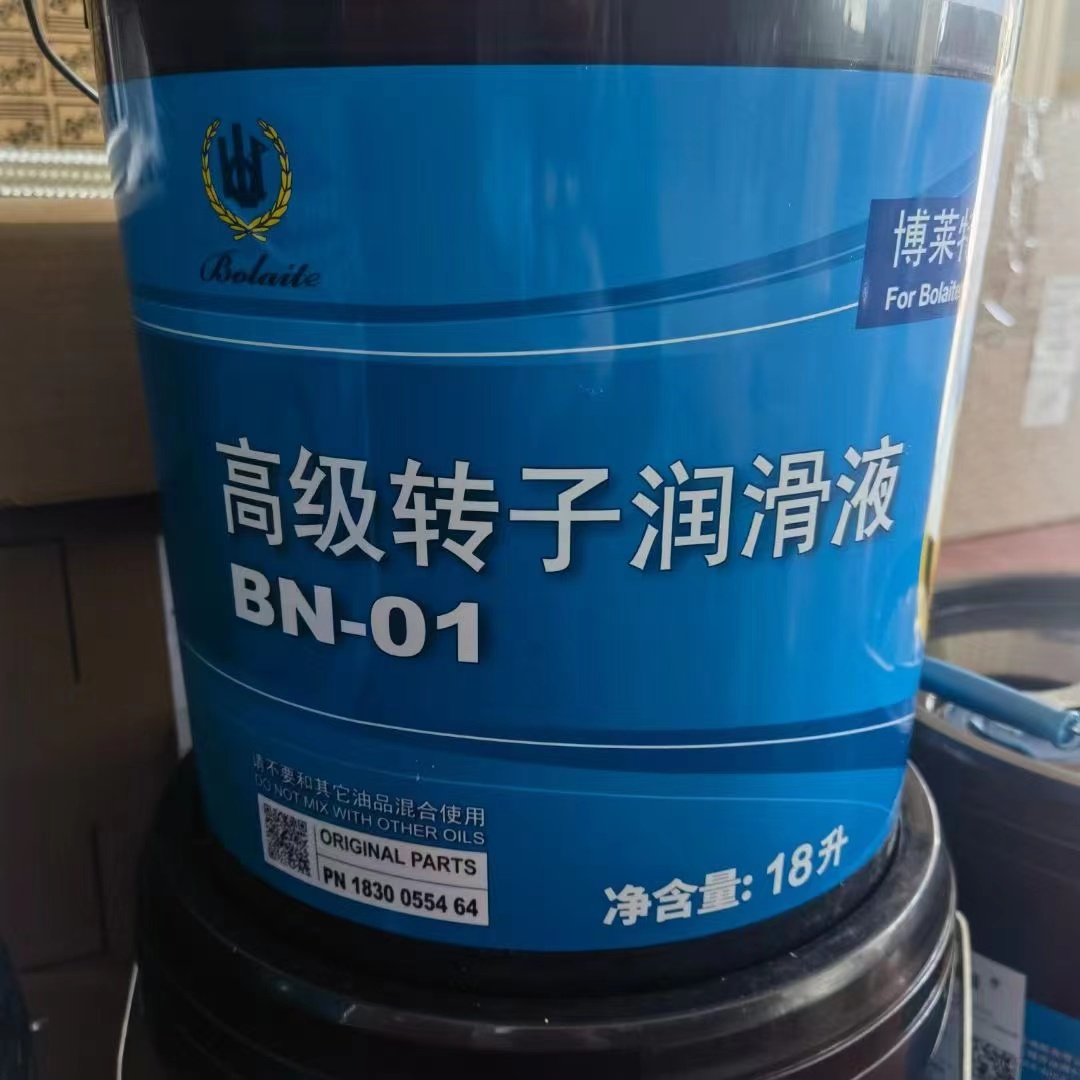 Bolaite
博莱
For Bolaite
高级转子润滑液
BN-01
请不要和其它油品混合使用
DO NOT MIX WITH OTHER OILS
ORIGINAL PARTS
PN 1830 0554 64
净含量: 18升